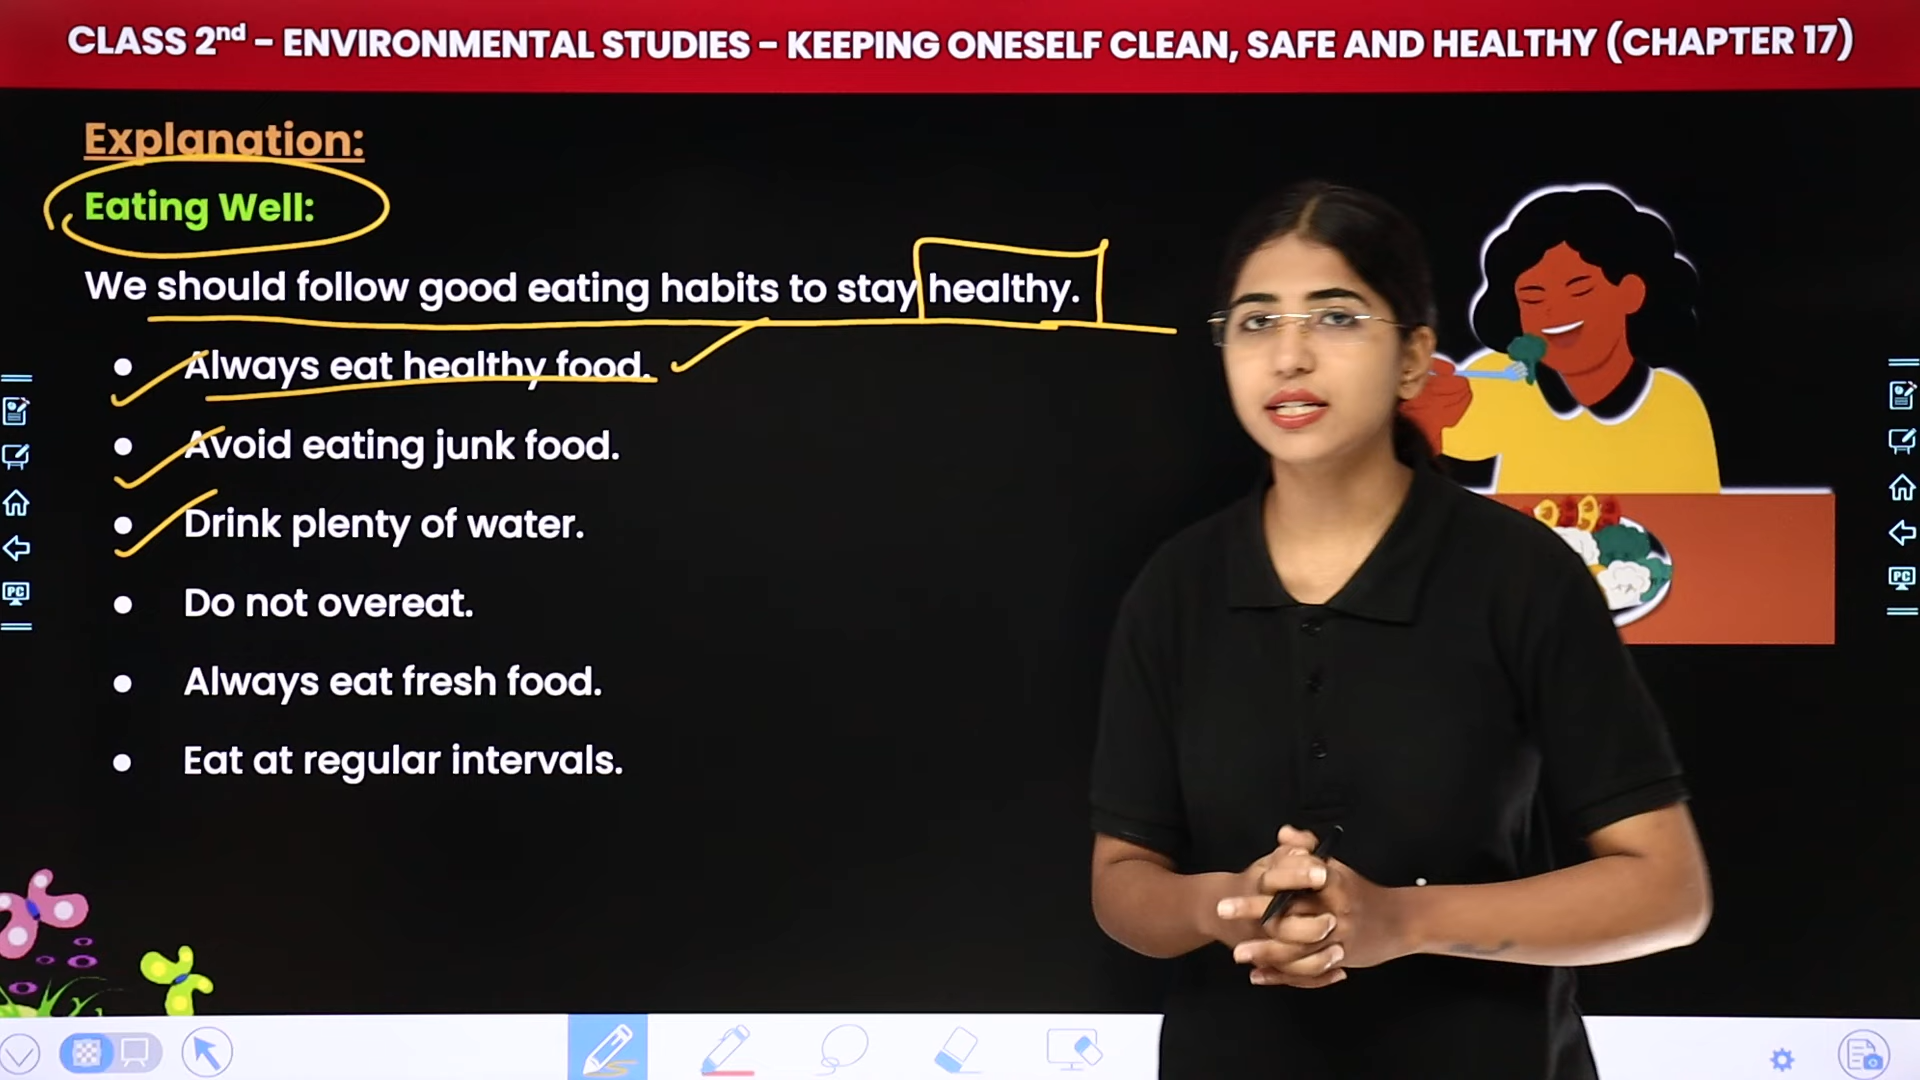 CLASS 2nd - ENVIRONMENTAL STUDIES - KEEPING ONESELF CLEAN, SAFE AND HEALTHY (CHAPTER 17)
Explanation:
Eating Well:
We should follow good eating habits to stay healthy.
• Always eat healthy food.
• Avoid eating junk food.
• Drink plenty of water.
• Do not overeat.
• Always eat fresh food.
• Eat at regular intervals.
PC
PC